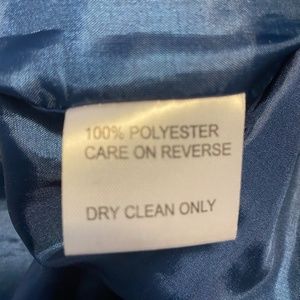 100% POLYESTER
CARE ON REVERSE
DRY CLEAN ONLY